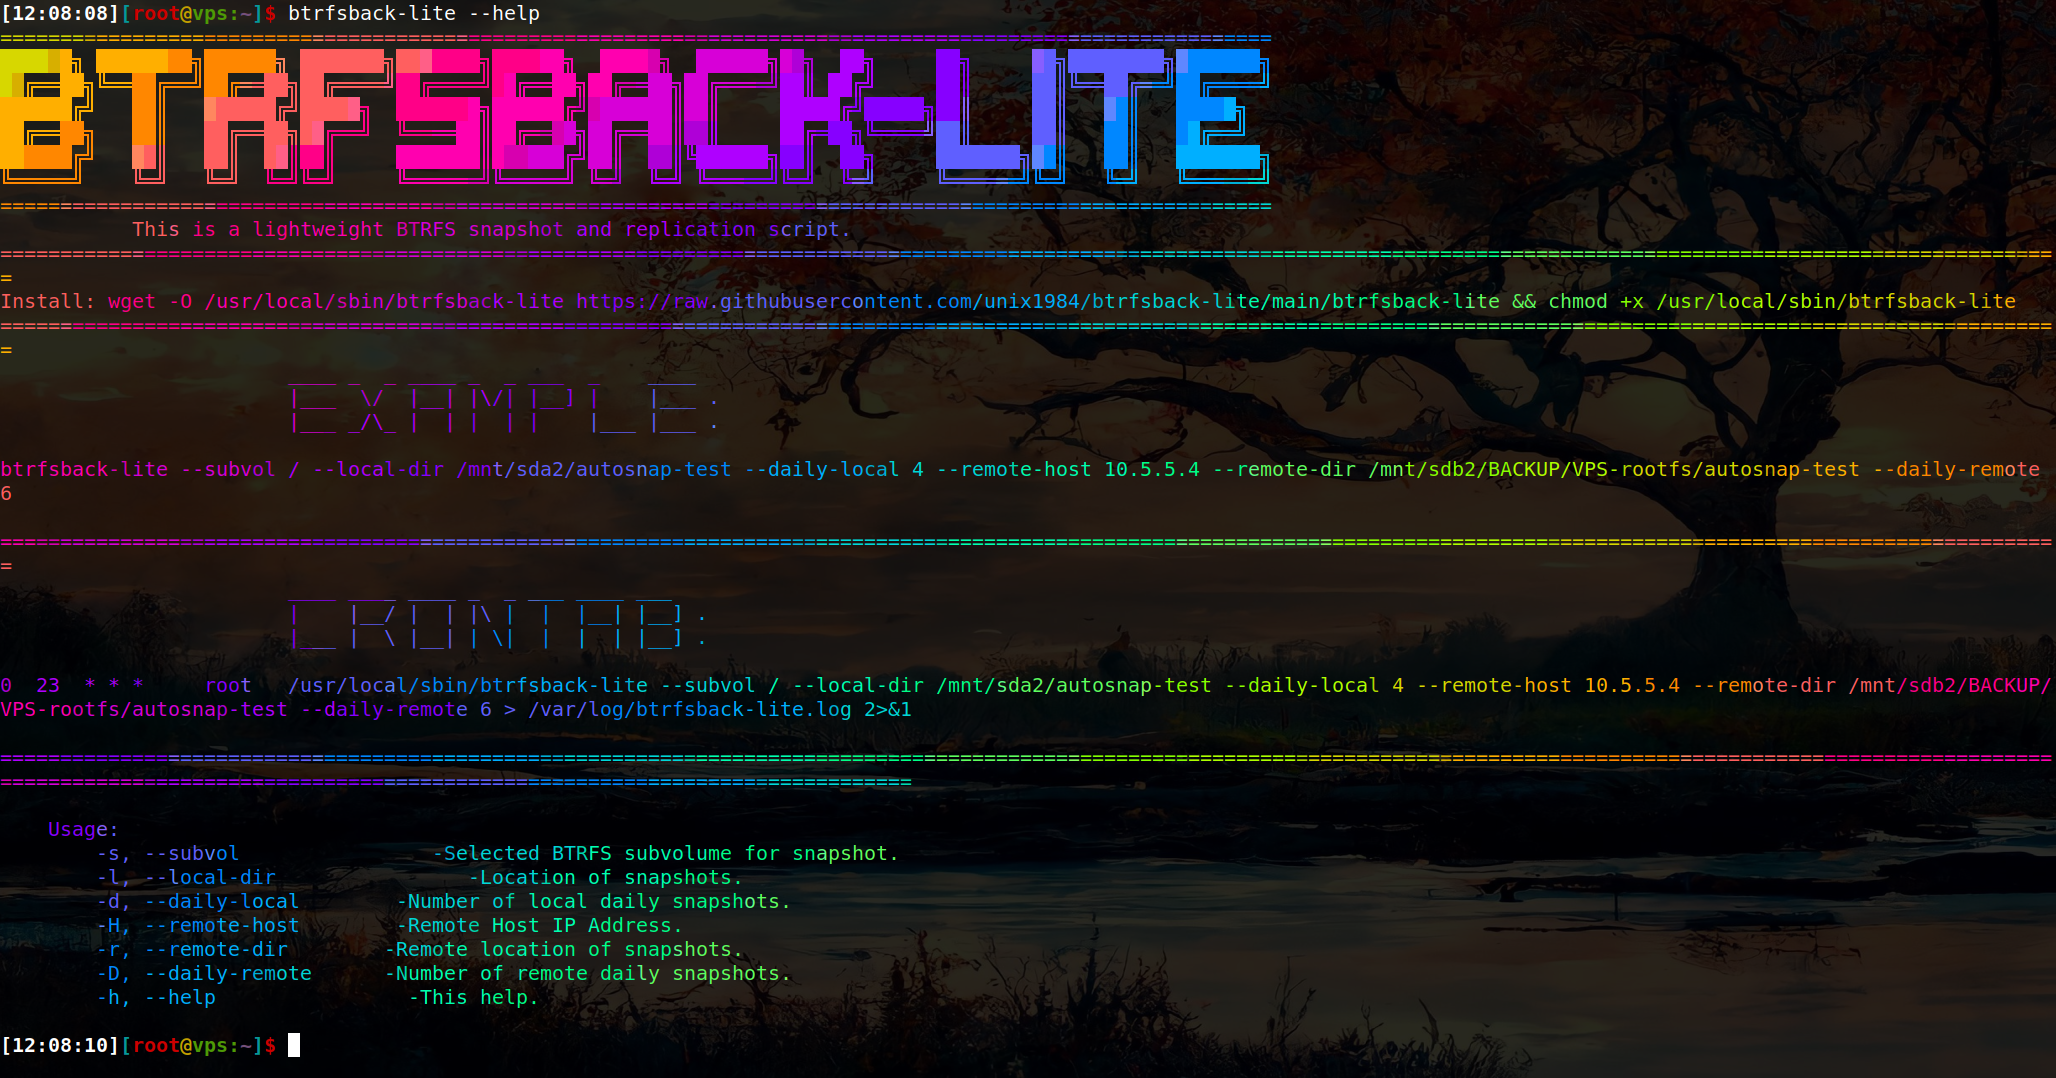 [12:08:08][root@vps:~]$ btrfsback-lite --help
========================================================================================================== 
BTRFSBACK-LITE
==========================================================================================================
This is a lightweight BTRFS snapshot and replication script.
===========================================================================================================================================================================
=
Install: wget -O /usr/local/sbin/btrfsback-lite https://raw.githubusercontent.com/unix1984/btrfsback-lite/main/btrfsback-lite && chmod +x /usr/local/sbin/btrfsback-lite
===========================================================================================================================================================================
=
EXAMPLE:
btrfsback-lite --subvol / --local-dir /mnt/sda2/autosnap-test --daily-local 4 --remote-host 10.5.5.4 --remote-dir /mnt/sdb2/BACKUP/VPS-rootfs/autosnap-test --daily-remote
6
===========================================================================================================================================================================
=
CRONTAB:
0  23  * * *     root   /usr/local/sbin/btrfsback-lite --subvol / --local-dir /mnt/sda2/autosnap-test --daily-local 4 --remote-host 10.5.5.4 --remote-dir /mnt/sdb2/BACKUP/
VPS-rootfs/autosnap-test --daily-remote 6 > /var/log/btrfsback-lite.log 2>&1
===========================================================================================================================================================================
============================================================================
Usage:
-s, --subvol                -Selected BTRFS subvolume for snapshot.
-l, --local-dir                -Location of snapshots.
-d, --daily-local        -Number of local daily snapshots.
-H, --remote-host        -Remote Host IP Address.
-r, --remote-dir        -Remote location of snapshots.
-D, --daily-remote      -Number of remote daily snapshots.
-h, --help                -This help.
[12:08:10][root@vps:~]$